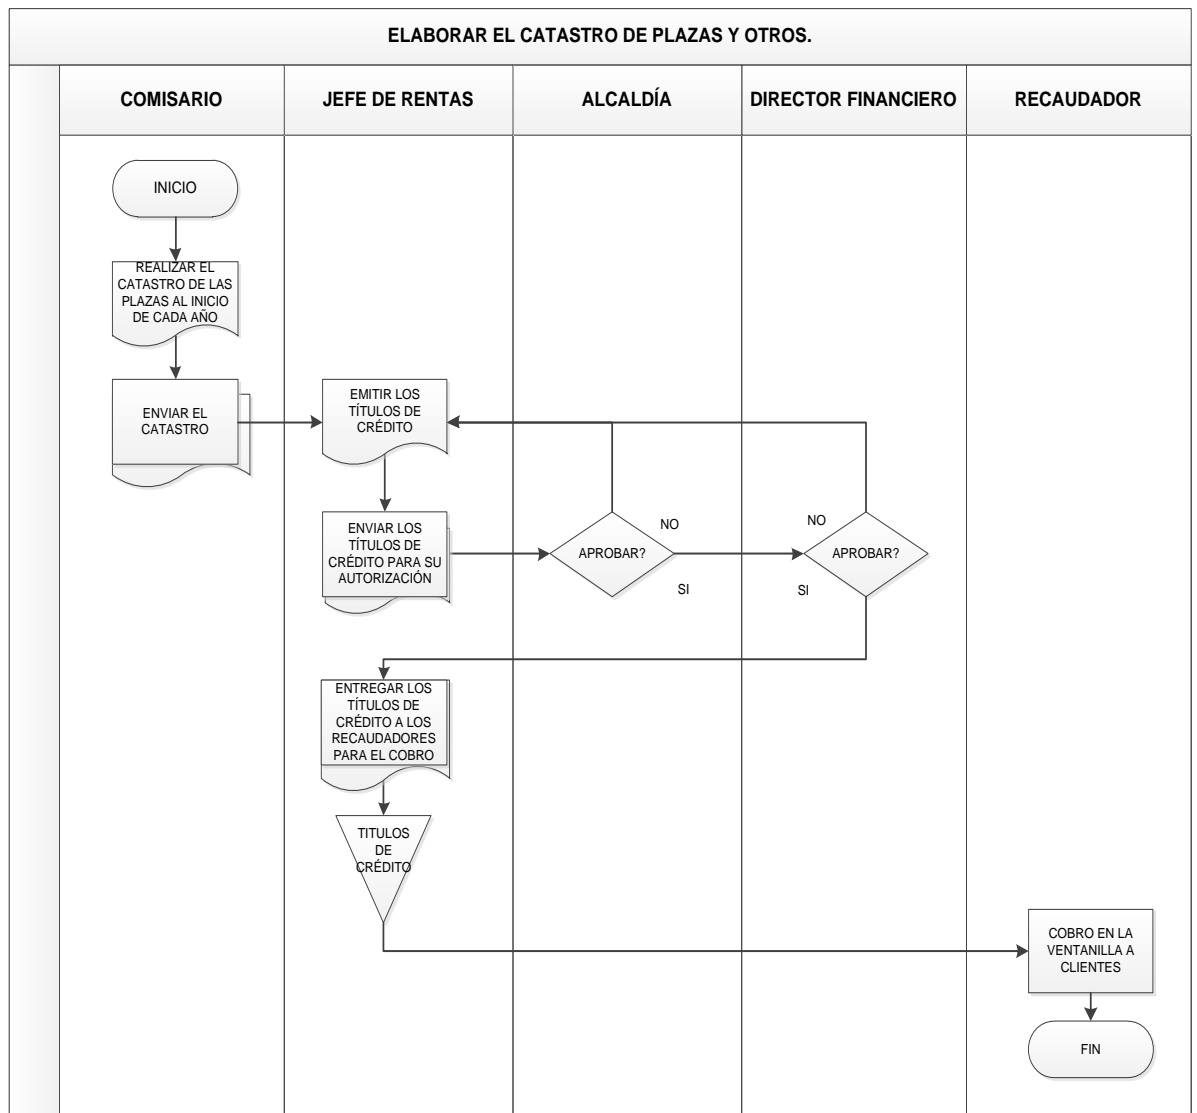 ELABORAR EL CATASTRO DE PLAZAS Y OTROS.
COMISARIO
JEFE DE RENTAS
ALCALDÍA
DIRECTOR FINANCIERO
RECAUDADOR
INICIO
REALIZAR EL
CATASTRO DE LAS
PLAZAS AL INICIO
DE CADA AÑO
ENVIAR EL
CATASTRO
EMITIR LOS
TÍTULOS DE
CRÉDITO
ENVIAR LOS
TÍTULOS DE
CRÉDITO PARA SU
AUTORIZACIÓN
APROBAR?
NO
SI
APROBAR?
NO
SI
ENTREGAR LOS
TÍTULOS DE
CRÉDITO A LOS
RECAUDADORES
PARA EL COBRO
TITULOS
DE
CRÉDITO
COBRO EN LA
VENTANILLA A
CLIENTES
FIN